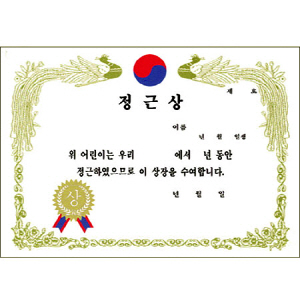 제 호
정근상
이름
년 월 일생
위 어린이는 우리 에서 년 동안
정근하였으므로 이 상장을 수여합니다.
년 월 일
상